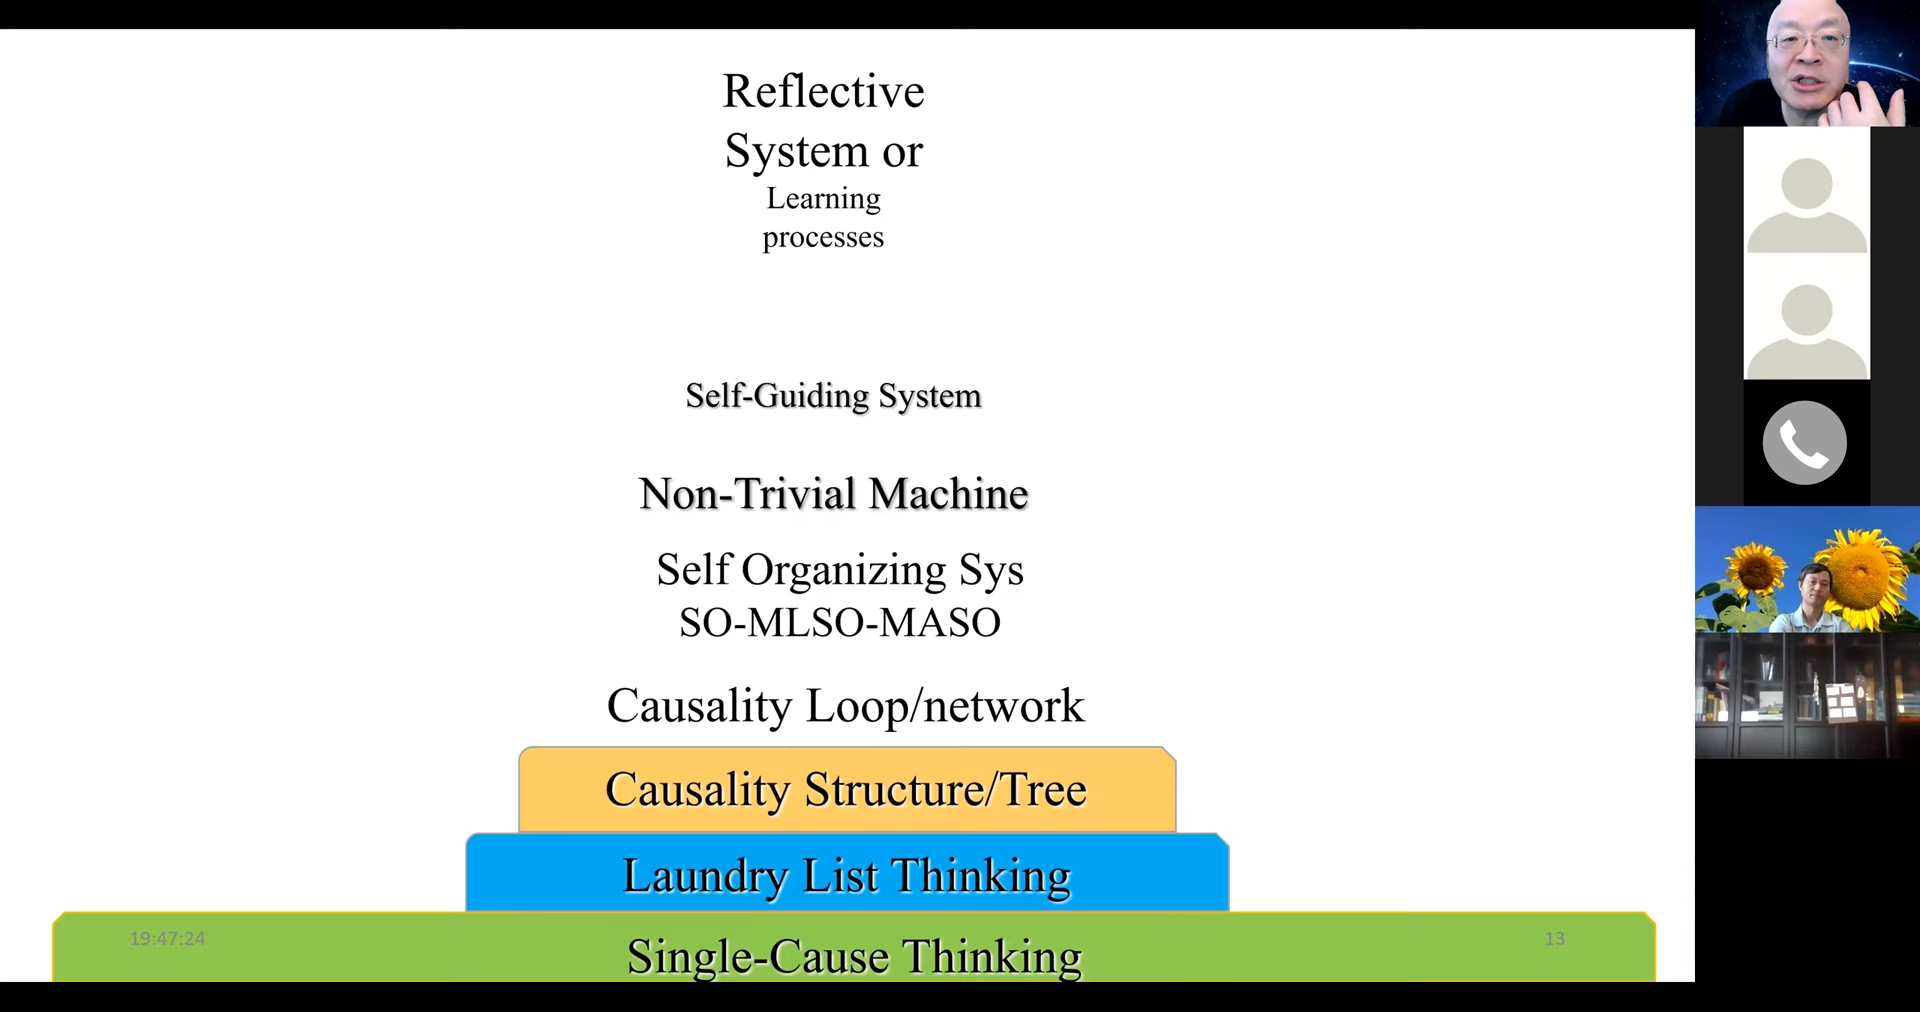 Reflective
System or
Learning
processes
Self-Guiding System
Non-Trivial Machine
Self Organizing Sys
SO-MLSO-MASO
Causality Loop/network
Causality Structure/Tree
Laundry List Thinking
Single-Cause Thinking
19:47:24
13